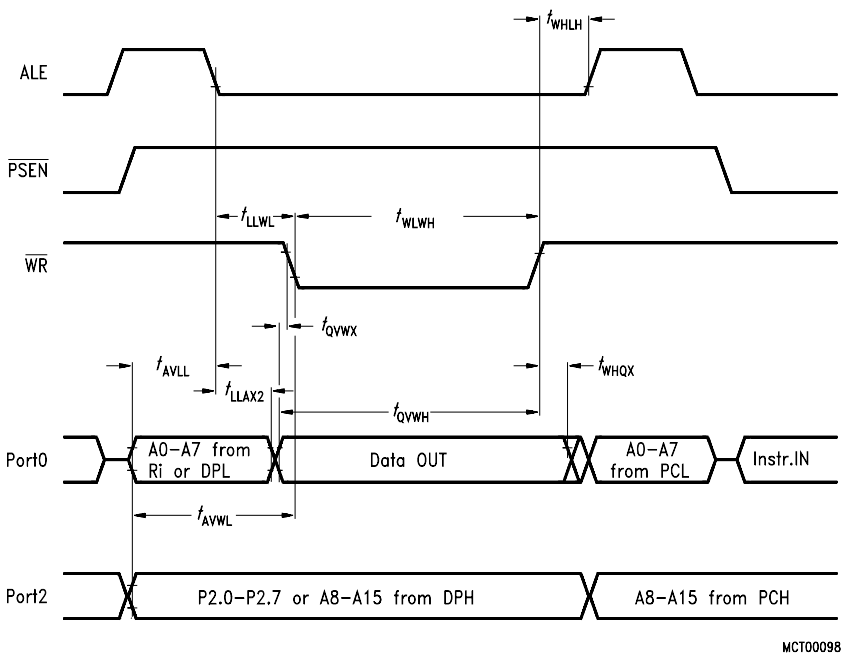 tWHLH
ALE
PSEN
tLLWL
tWLWH
WR
tQVWX
tAVLL
tWHQX
tLLAX2
tQVWH
Port0
A0-A7 from
Ri or DPL
Data OUT
A0-A7
from PCL
Instr.IN
tAVWL
Port2
P2.0-P2.7 or A8-A15 from DPH
A8-A15 from PCH
MCT00098